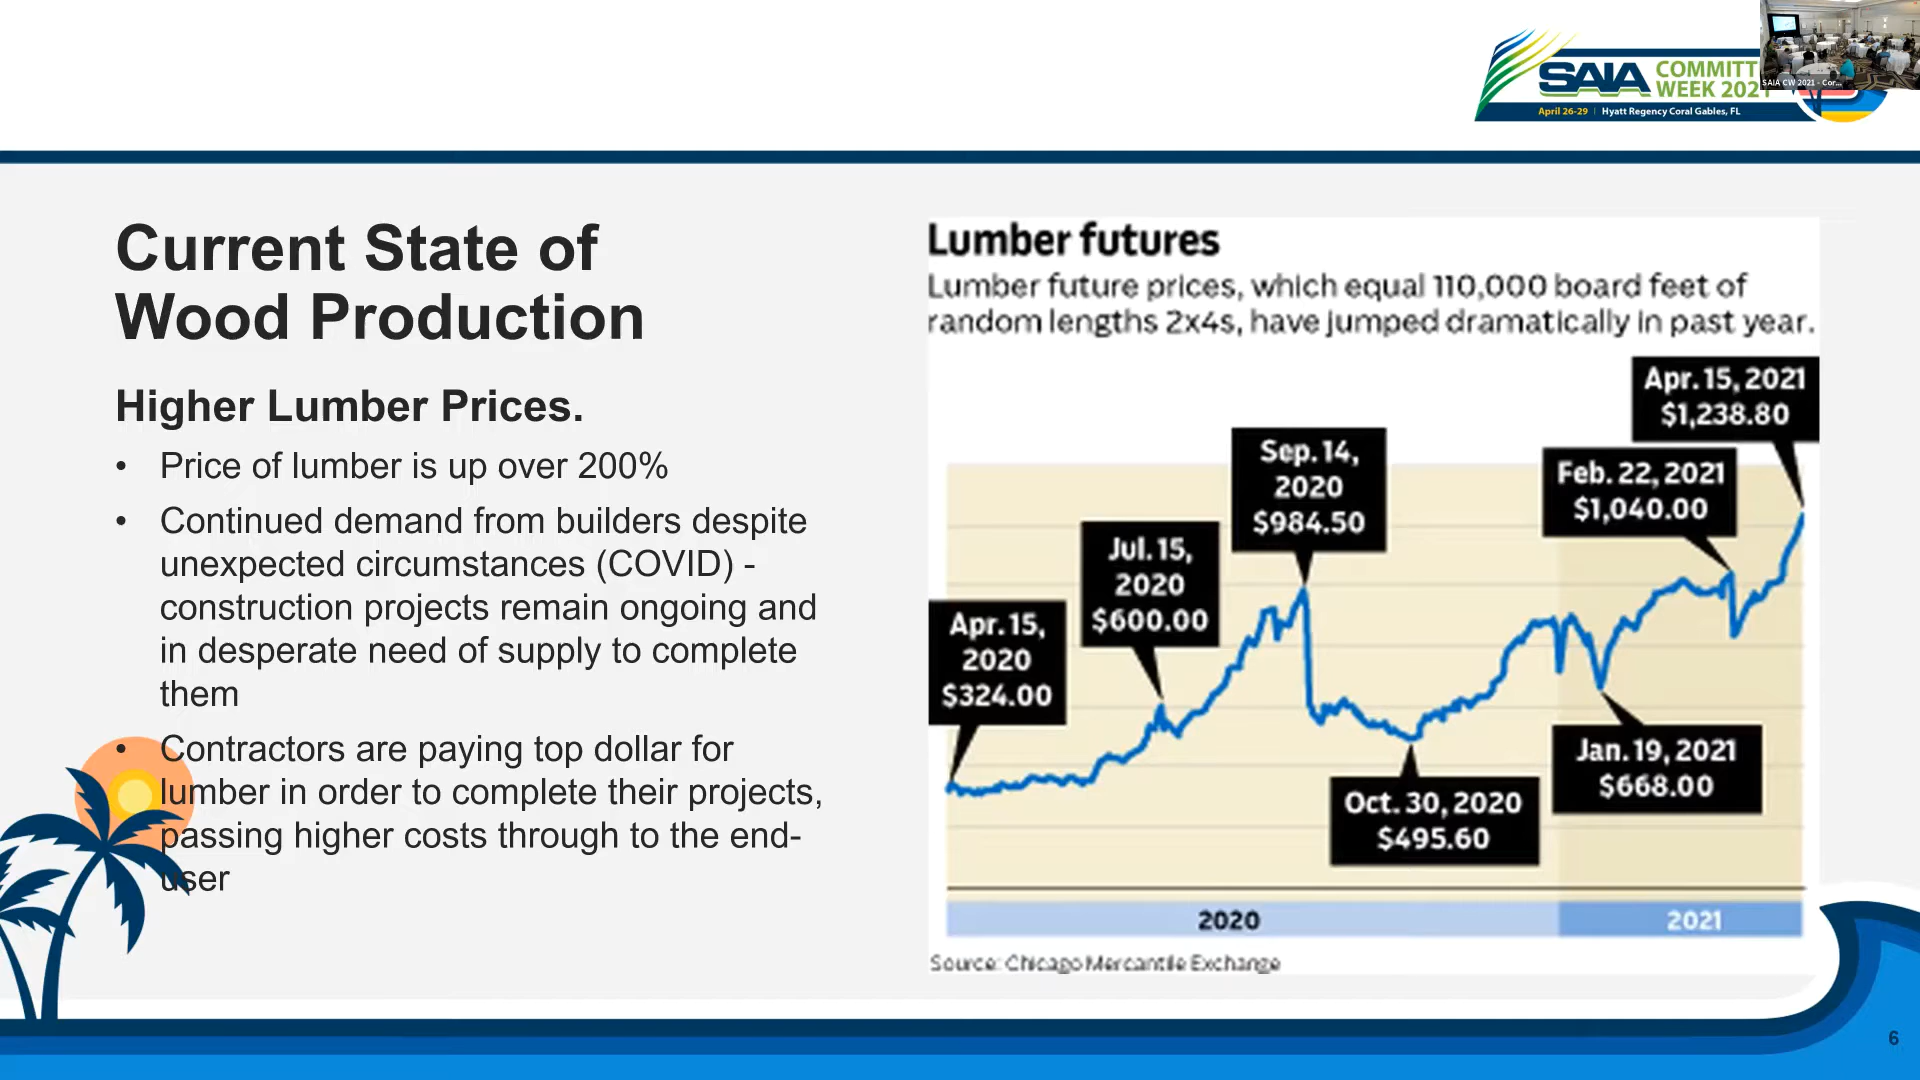 SAIA COMMITT
WEEK 202
April 26-29 | Hyatt Regency Coral Gables, FL
SAIA CW 2021 - Cor...
Current State of
Wood Production
Higher Lumber Prices.
• Price of lumber is up over 200%
• Continued demand from builders despite
unexpected circumstances (COVID) -
construction projects remain ongoing and
in desperate need of supply to complete
them
• Contractors are paying top dollar for
lumber in order to complete their projects,
passing higher costs through to the end-
user
Lumber futures
Lumber future prices, which equal 110,000 board feet of
random lengths 2x4s, have jumped dramatically in past year.
Apr. 15,
2020
$324.00
Jul. 15,
2020
$600.00
Sep. 14,
2020
$984.50
Oct. 30, 2020
$495.60
Jan. 19, 2021
$668.00
Feb. 22, 2021
$1,040.00
Apr. 15, 2021
$1,238.80
2020
2021
Source: Chicago Mercantile Exchange
6